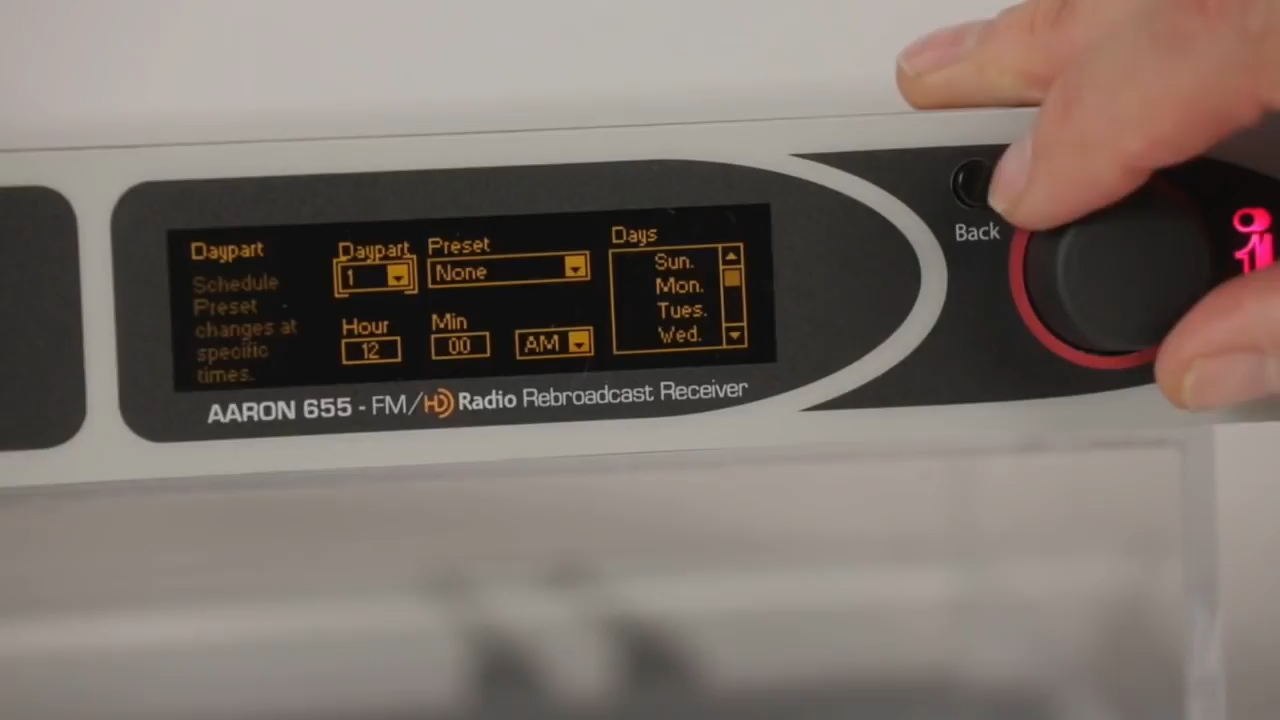 Daypart
Schedule
Preset
changes at
specific
times.
Daypart
1
Preset
None
Hour
12
Min
00
AM
Days
Sun.
Mon.
Tues.
Wed.
AARON 655 - FM/HD Radio Rebroadcast Receiver
Back